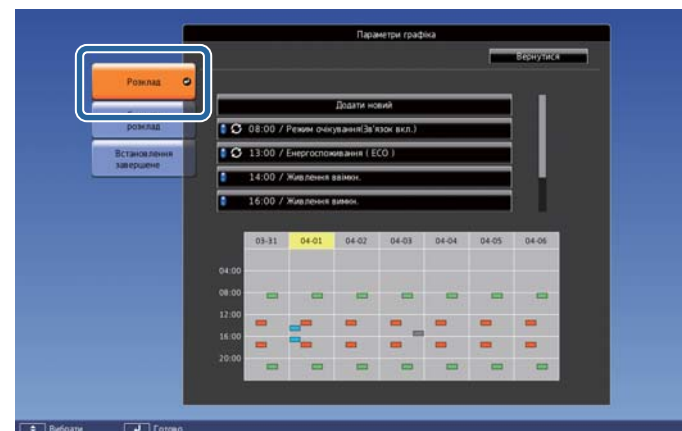 Параметри графіка
Вернутися
Розклад
розклад
Встановлення
завершене
Додати новий
08:00 / Режим очікування(Зв'язок вкл.)
13:00 / Енергоспоживання ( ECO )
14:00 / Живлення ввімкн.
16:00 / Живлення вимкн.
03-31 04-01 04-02 04-03 04-04 04-05 04-06
04:00
08:00
12:00
16:00
20:00
Вибрати Готово